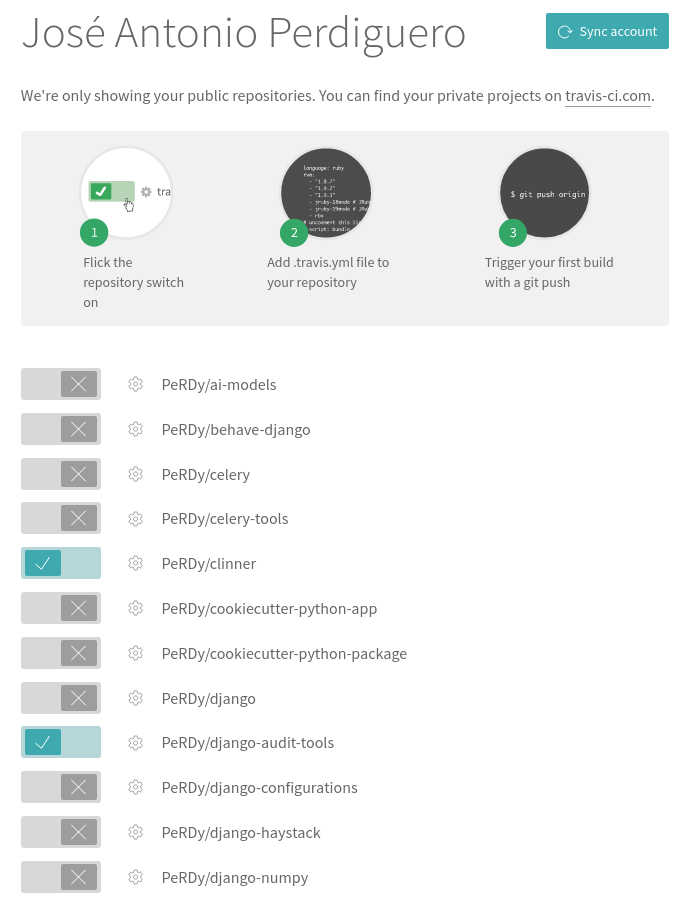 José Antonio Perdiguero
Sync account
We're only showing your public repositories. You can find your private projects on travis-ci.com.
tra
language: ruby
rvm:
- "1.8.7"
- "1.9.2"
- "1.9.3"
- jruby-18mode # JRub
- jruby-19mode # JRub
- rbx
# uncomment this li
script: bundle
$ git push origin
1
2
3
Flick the
repository switch
on
Add .travis.yml file to
your repository
Trigger your first build
with a git push
PeRDy/ai-models
PeRDy/behave-django
PeRDy/celery
PeRDy/celery-tools
PeRDy/clinner
PeRDy/cookiecutter-python-app
PeRDy/cookiecutter-python-package
PeRDy/django
PeRDy/django-audit-tools
PeRDy/django-configurations
PeRDy/django-haystack
PeRDy/django-numpy